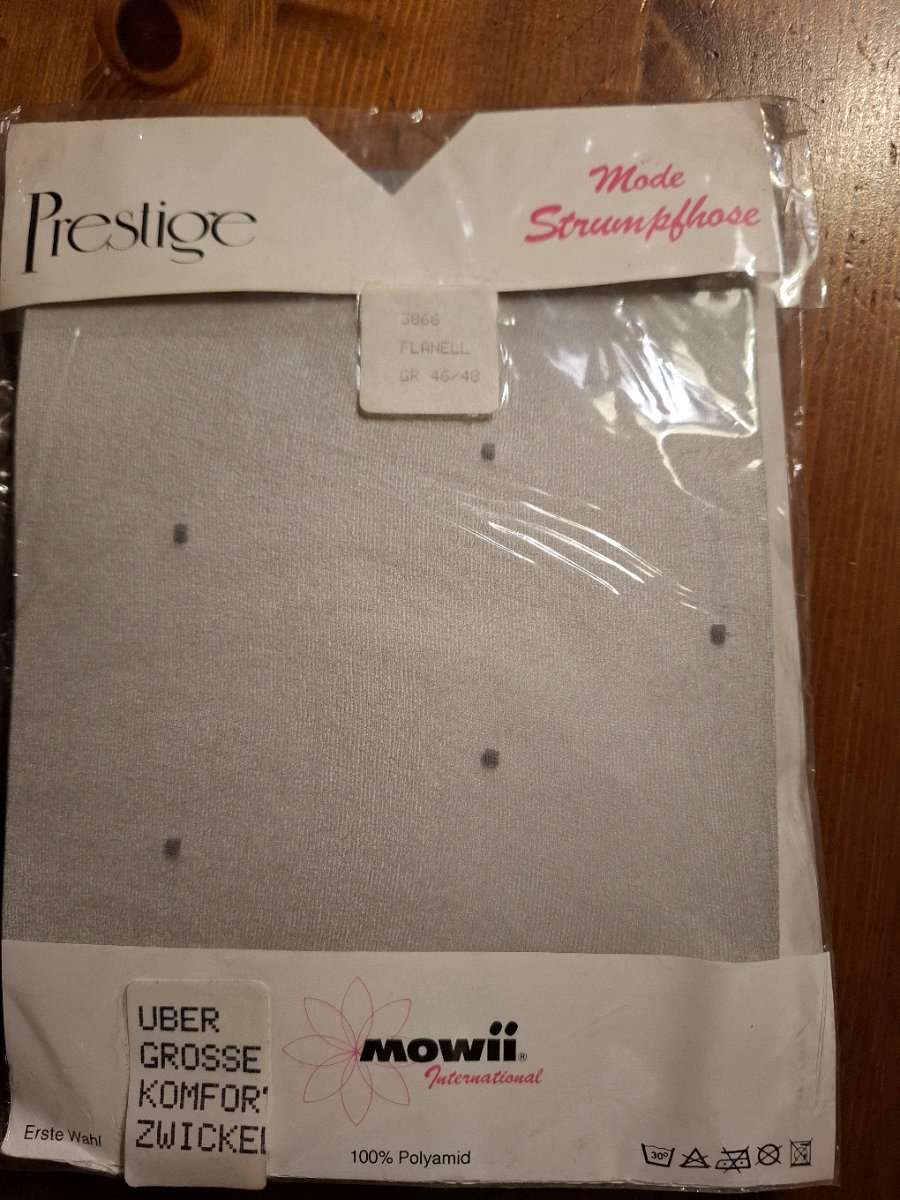 Prestige
Mode
Strumpfhose
3866
FLANELL
GR 46/48
UBER
GROSSE
KOMFORT
ZWICKEL
Erste Wahl
mowii®
International
100% Polyamid
30°